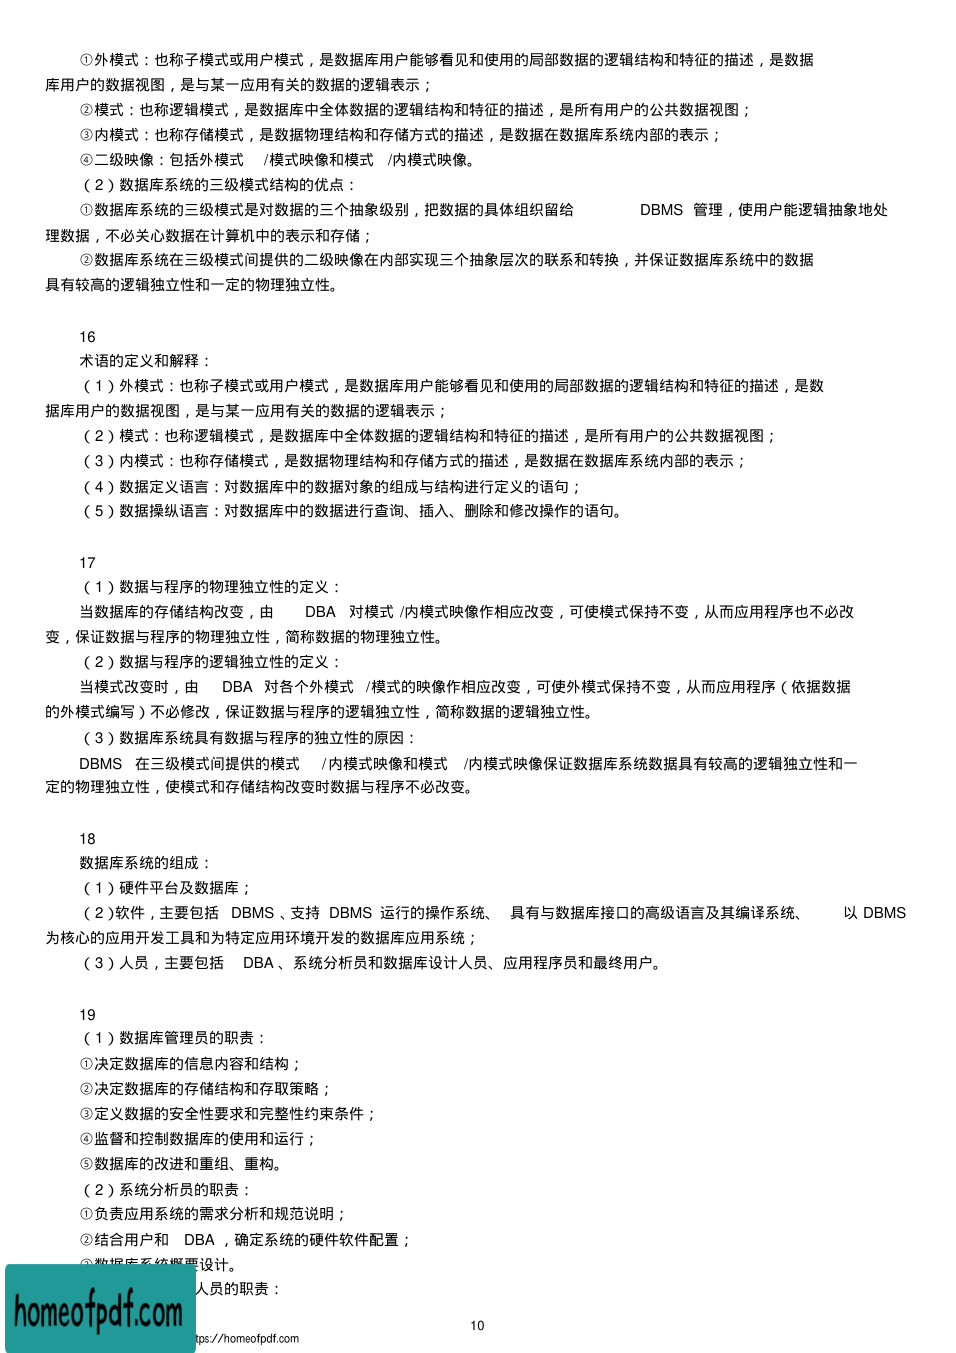 ①外模式：也称子模式或用户模式，是数据库用户能够看见和使用的局部数据的逻辑结构和特征的描述，是数据
库用户的数据视图，是与某一应用有关的数据的逻辑表示；
②模式：也称逻辑模式，是数据库中全体数据的逻辑结构和特征的描述，是所有用户的公共数据视图；
③内模式：也称存储模式，是数据物理结构和存储方式的描述，是数据在数据库系统内部的表示；
④二级映像：包括外模式 /模式映像和模式 /内模式映像。
（2）数据库系统的三级模式结构的优点：
①数据库系统的三级模式是对数据的三个抽象级别，把数据的具体组织留给 DBMS 管理，使用户能逻辑抽象地处
理数据，不必关心数据在计算机中的表示和存储；
②数据库系统在三级模式间提供的二级映像在内部实现三个抽象层次的联系和转换，并保证数据库系统中的数据
具有较高的逻辑独立性和一定的物理独立性。
16
术语的定义和解释：
（1）外模式：也称子模式或用户模式，是数据库用户能够看见和使用的局部数据的逻辑结构和特征的描述，是数
据库用户的数据视图，是与某一应用有关的数据的逻辑表示；
（2）模式：也称逻辑模式，是数据库中全体数据的逻辑结构和特征的描述，是所有用户的公共数据视图；
（3）内模式：也称存储模式，是数据物理结构和存储方式的描述，是数据在数据库系统内部的表示；
（4）数据定义语言：对数据库中的数据对象的组成与结构进行定义的语句；
（5）数据操纵语言：对数据库中的数据进行查询、插入、删除和修改操作的语句。
17
（1）数据与程序的物理独立性的定义：
当数据库的存储结构改变，由 DBA 对模式 /内模式映像作相应改变，可使模式保持不变，从而应用程序也不必改
变，保证数据与程序的物理独立性，简称数据的物理独立性。
（2）数据与程序的逻辑独立性的定义：
当模式改变时，由 DBA 对各个外模式 /模式的映像作相应改变，可使外模式保持不变，从而应用程序（依据数据
的外模式编写）不必修改，保证数据与程序的逻辑独立性，简称数据的逻辑独立性。
（3）数据库系统具有数据与程序的独立性的原因：
DBMS 在三级模式间提供的模式 /内模式映像和模式 /内模式映像保证数据库系统数据具有较高的逻辑独立性和一
定的物理独立性，使模式和存储结构改变时数据与程序不必改变。
18
数据库系统的组成：
（1）硬件平台及数据库；
（2）软件，主要包括 DBMS 、支持 DBMS 运行的操作系统、 具有与数据库接口的高级语言及其编译系统、 以 DBMS
为核心的应用开发工具和为特定应用环境开发的数据库应用系统；
（3）人员，主要包括 DBA 、系统分析员和数据库设计人员、应用程序员和最终用户。
19
（1）数据库管理员的职责：
①决定数据库的信息内容和结构；
②决定数据库的存储结构和存取策略；
③定义数据的安全性要求和完整性约束条件；
④监督和控制数据库的使用和运行；
⑤数据库的改进和重组、重构。
（2）系统分析员的职责：
①负责应用系统的需求分析和规范说明；
②结合用户和 DBA ，确定系统的硬件软件配置；
③数据库系统概要设计。
人员的职责：
homeofpdf.com
10
tps://homeofpdf.com